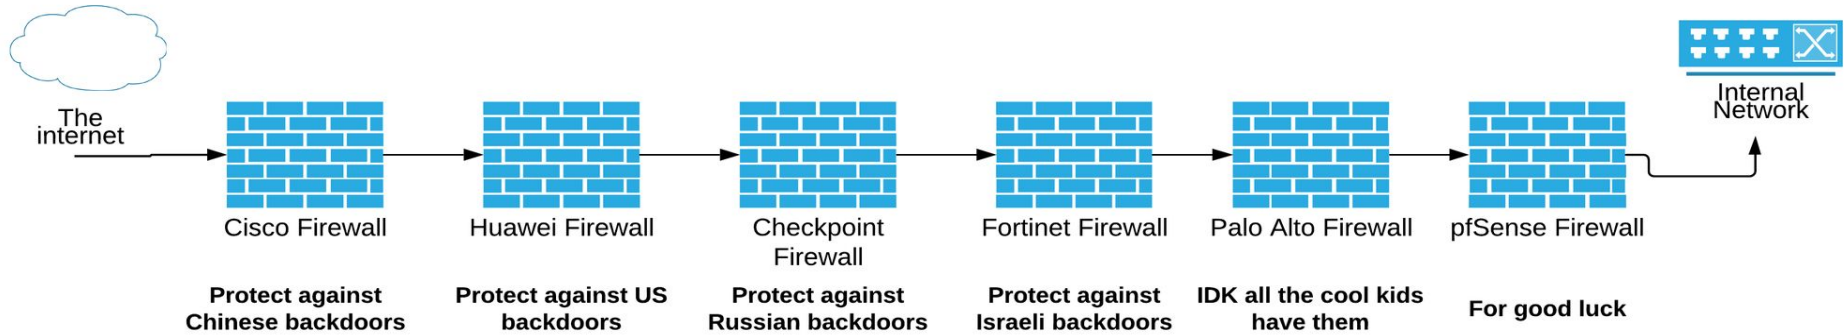 The
internet
Internal
Network
Cisco Firewall
Huawei Firewall
Checkpoint
Firewall
Fortinet Firewall
Palo Alto Firewall
pfSense Firewall
Protect against
Chinese backdoors
Protect against US
backdoors
Protect against
Russian backdoors
Protect against
Israeli backdoors
IDK all the cool kids
have them
For good luck